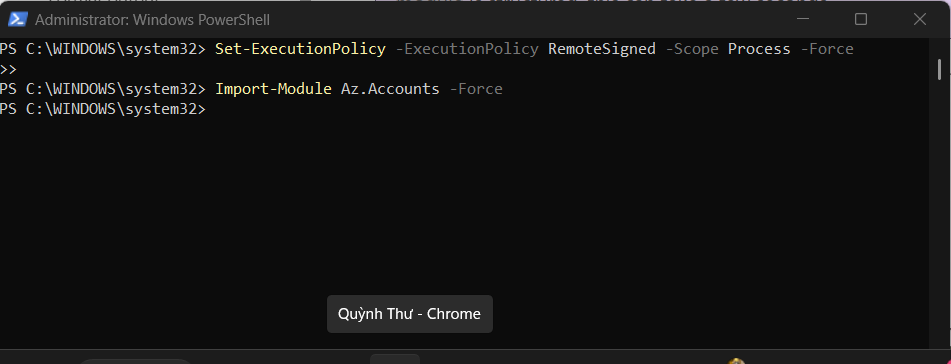 Administrator: Windows PowerShell
PS C:\WINDOWS\system32> Set-ExecutionPolicy -ExecutionPolicy RemoteSigned -Scope Process -Force
>>
PS C:\WINDOWS\system32> Import-Module Az.Accounts -Force
PS C:\WINDOWS\system32>
Quỳnh Thư - Chrome